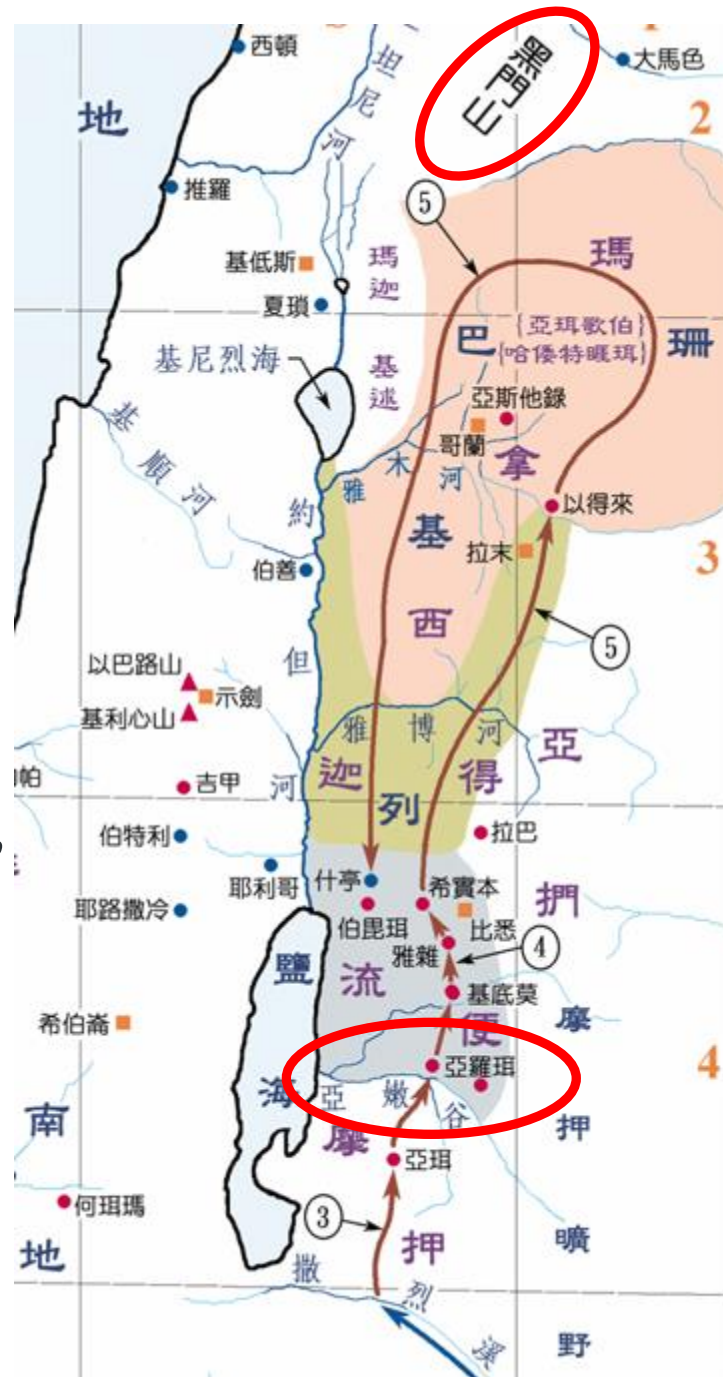 西頓
坦尼河
黑門山
大馬色
地
2
推羅
⑤
基低斯
瑪迦
瑪
夏瑣
{亞珥歌伯}
巴
珊
{哈倭特睚珥}
基尼烈海
基述
亞斯他錄
哥蘭
拿
基順河
雅木河
約
以得來
基
拉末
3
伯善
西
⑤
但
以巴路山
示劍
基利心山
雅博河
亞
迦
得
帕
吉甲
河
列
伯特利
拉巴
耶利哥
什亭
希實本
捫
耶路撒冷
伯毘珥
比悉
鹽
雅雜
④
流
基底莫
希伯崙
便
摩
亞羅珥
4
海
亞嫩谷
南
摩
押
亞珥
何珥瑪
③
地
押
曠
撒烈溪
野